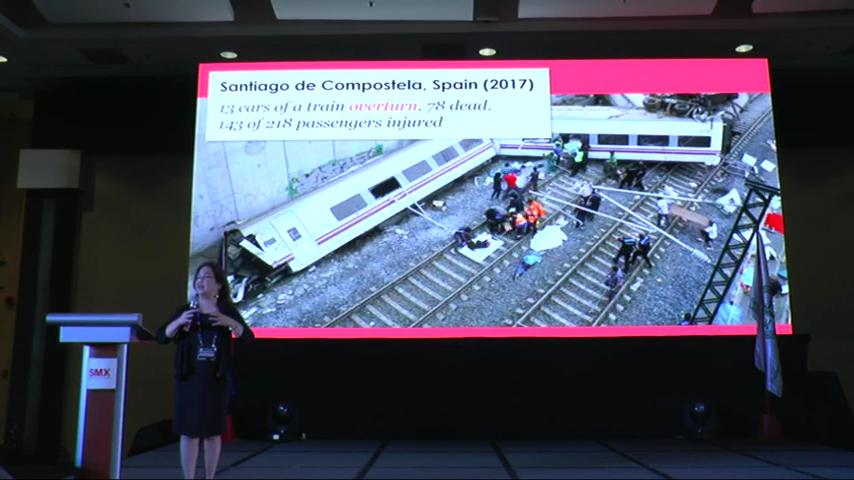 Santiago de Compostela, Spain (2017)
13 cars of a train overturn, 78 dead,
143 of 218 passengers injured
SMX